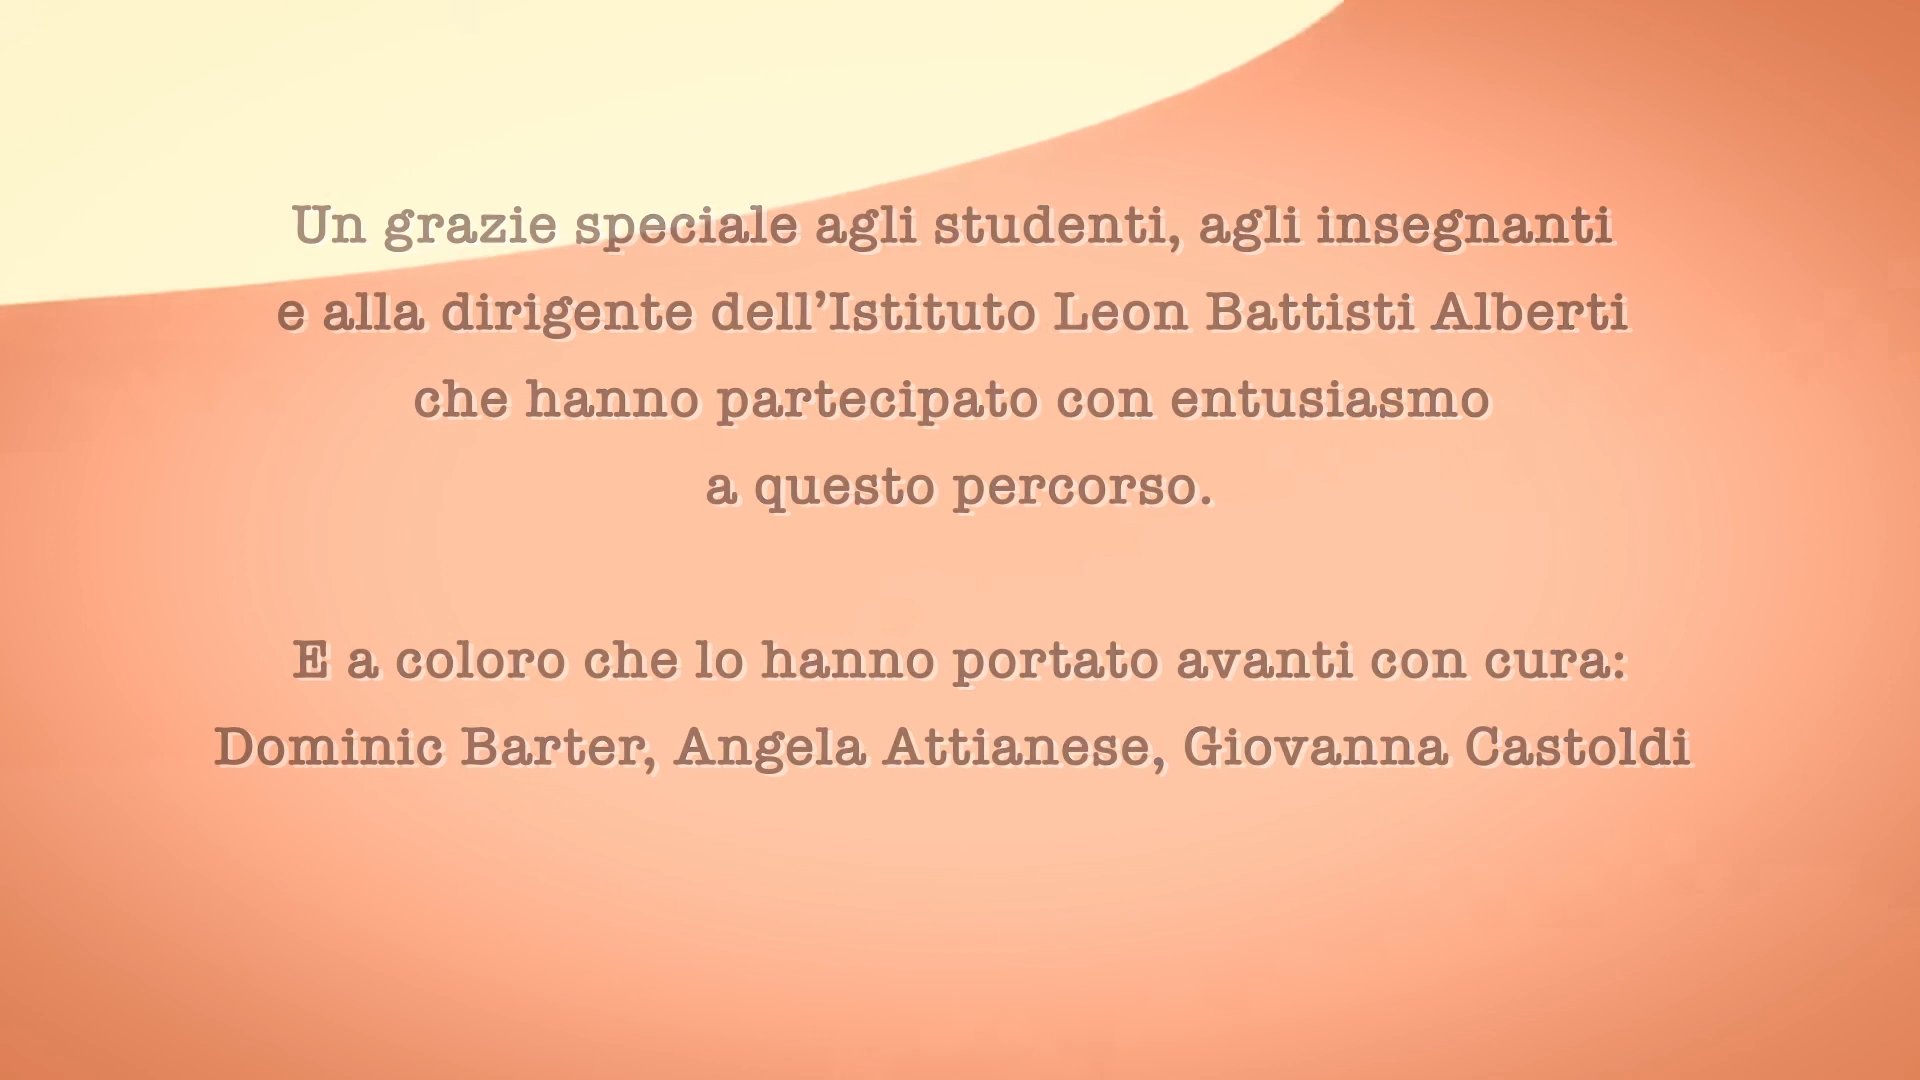 Un grazie speciale agli studenti, agli insegnanti
e alla dirigente dell’Istituto Leon Battisti Alberti
che hanno partecipato con entusiasmo
a questo percorso.
E a coloro che lo hanno portato avanti con cura:
Dominic Barter, Angela Attianese, Giovanna Castoldi